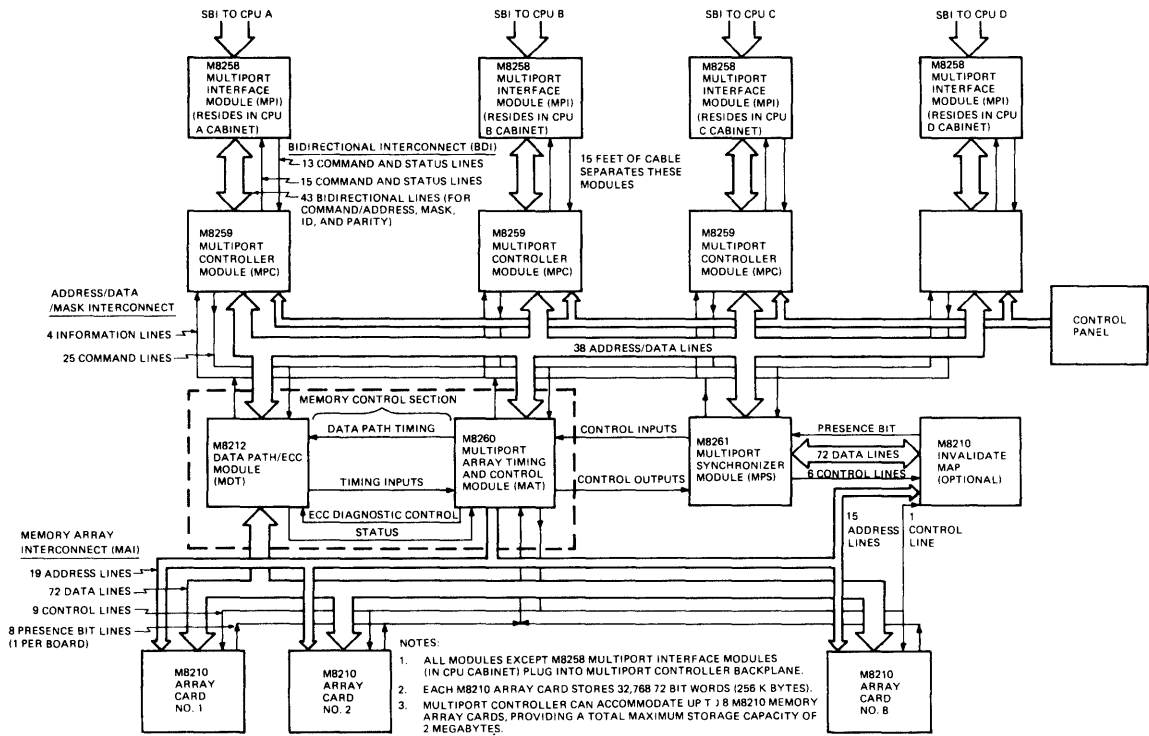 SBI TO CPU A
SBI TO CPU B
SBI TO CPU C
SBI TO CPU D
M8258
MULTIPORT
INTERFACE
MODULE (MPI)
(RESIDES IN CPU
A CABINET)
M8258
MULTIPORT
INTERFACE
MODULE (MPI)
(RESIDES IN CPU
B CABINET)
M8258
MULTIPORT
INTERFACE
MODULE (MPI)
(RESIDES IN CPU
C CABINET)
M8258
MULTIPORT
INTERFACE
MODULE (MPI)
(RESIDES IN CPU
D CABINET)
BIDIRECTIONAL INTERCONNECT (BDI)
13 COMMAND AND STATUS LINES
15 COMMAND AND STATUS LINES
43 BIDIRECTIONAL LINES (FOR
COMMAND/ADDRESS, MASK,
ID, AND PARITY)
15 FEET OF CABLE
SEPARATES THESE
MODULES
M8259
MULTIPORT
CONTROLLER
MODULE (MPC)
M8259
MULTIPORT
CONTROLLER
MODULE (MPC)
M8259
MULTIPORT
CONTROLLER
MODULE (MPC)
CONTROL
PANEL
ADDRESS/DATA
/MASK INTERCONNECT
4 INFORMATION LINES
25 COMMAND LINES
38 ADDRESS/DATA LINES
MEMORY CONTROL SECTION
M8212
DATA PATH/ECC
MODULE
(MDT)
DATA PATH TIMING
TIMING INPUTS
ECC DIAGNOSTIC CONTROL
STATUS
M8260
MULTIPORT
ARRAY TIMING
AND CONTROL
MODULE (MAT)
CONTROL INPUTS
CONTROL OUTPUTS
M8261
MULTIPORT
SYNCHRONIZER
MODULE (MPS)
PRESENCE BIT
72 DATA LINES
6 CONTROL LINES
M8210
INVALIDATE
MAP
(OPTIONAL)
15
ADDRESS
LINES
1
CONTROL
LINE
MEMORY ARRAY
INTERCONNECT (MAI)
19 ADDRESS LINES
72 DATA LINES
9 CONTROL LINES
8 PRESENCE BIT LINES
(1 PER BOARD)
M8210
ARRAY
CARD
NO. 1
M8210
ARRAY
CARD
NO. 2
NOTES:
1. ALL MODULES EXCEPT M8258 MULTIPORT INTERFACE MODULES
(IN CPU CABINET) PLUG INTO MULTIPORT CONTROLLER BACKPLANE.
2. EACH M8210 ARRAY CARD STORES 32,768 72 BIT WORDS (256 K BYTES).
3. MULTIPORT CONTROLLER CAN ACCOMMODATE UP T) 8 M8210 MEMORY
ARRAY CARDS, PROVIDING A TOTAL MAXIMUM STORAGE CAPACITY OF
2 MEGABYTES.
M8210
ARRAY
CARD
NO. 8